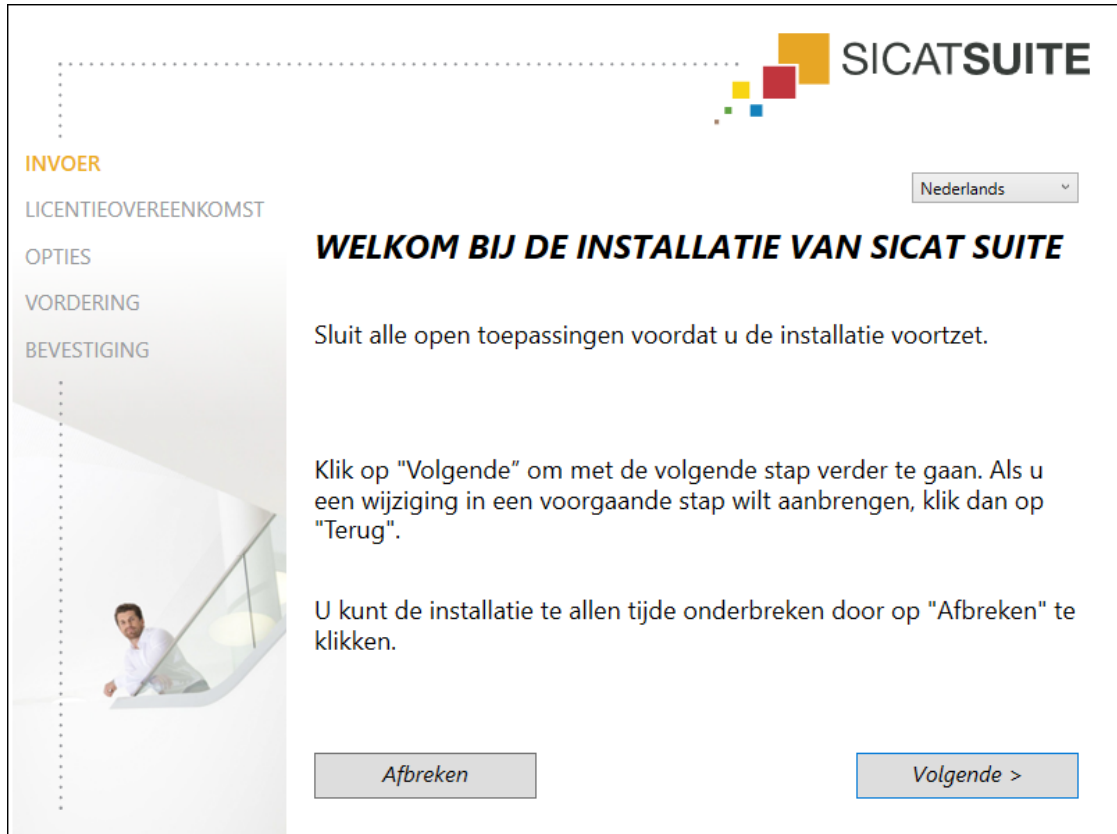 SICATSUITE
INVOER
LICENTIEOVEREENKOMST
OPTIES
VORDERING
BEVESTIGING
Nederlands
WELKOM BIJ DE INSTALLATIE VAN SICAT SUITE
Sluit alle open toepassingen voordat u de installatie voortzet.
Klik op "Volgende” om met de volgende stap verder te gaan. Als u
een wijziging in een voorgaande stap wilt aanbrengen, klik dan op
"Terug".
U kunt de installatie te allen tijde onderbreken door op "Afbreken" te
klikken.
Afbreken
Volgende >